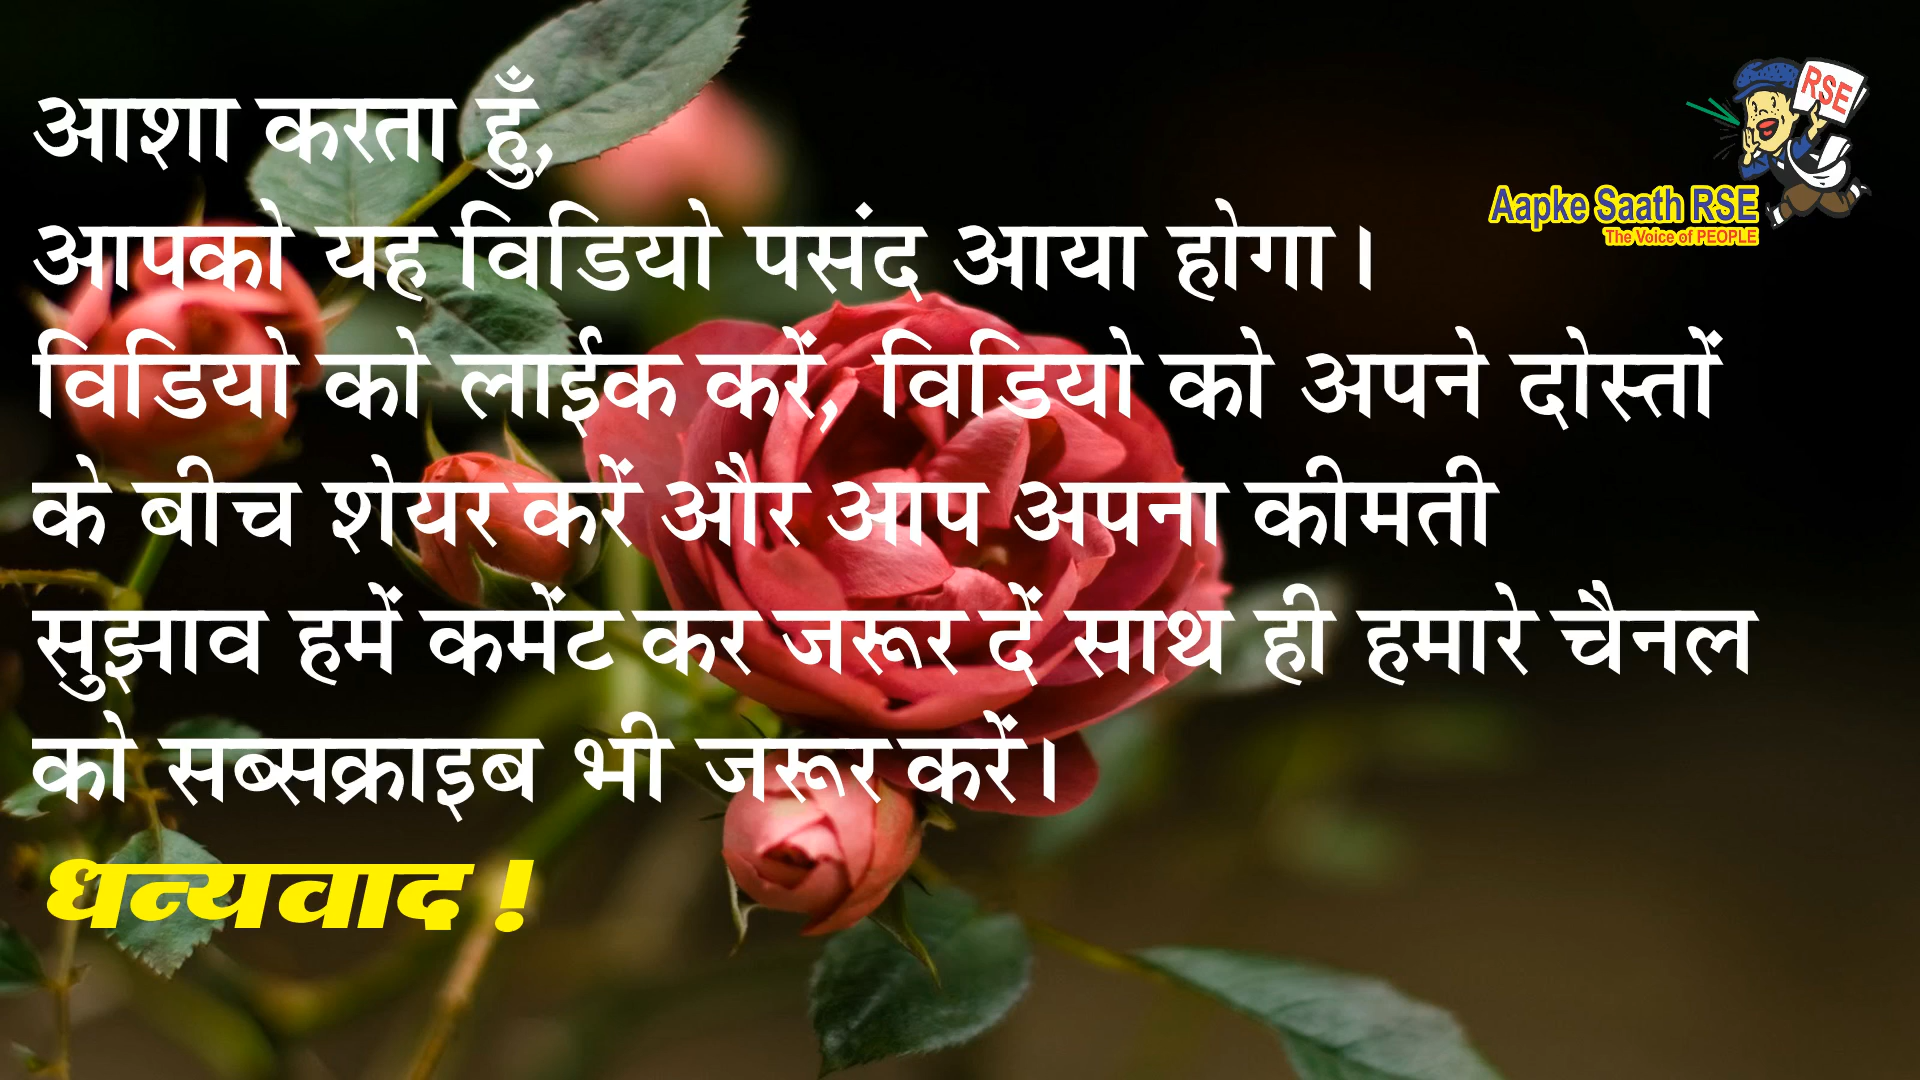 आशा करता हुँ,
आपको यह विडियो पसंद आया होगा।
विडियो को लाईक करें, विडियो को अपने दोस्तों
के बीच शेयर करें और आप अपना कीमती
सुझाव हमें कमेंट कर जरूर दें साथ ही हमारे चैनल
को सब्सक्राइब भी जरूर करें।
धन्यवाद !
RSE
Aapke Saath RSE
The Voice of PEOPLE